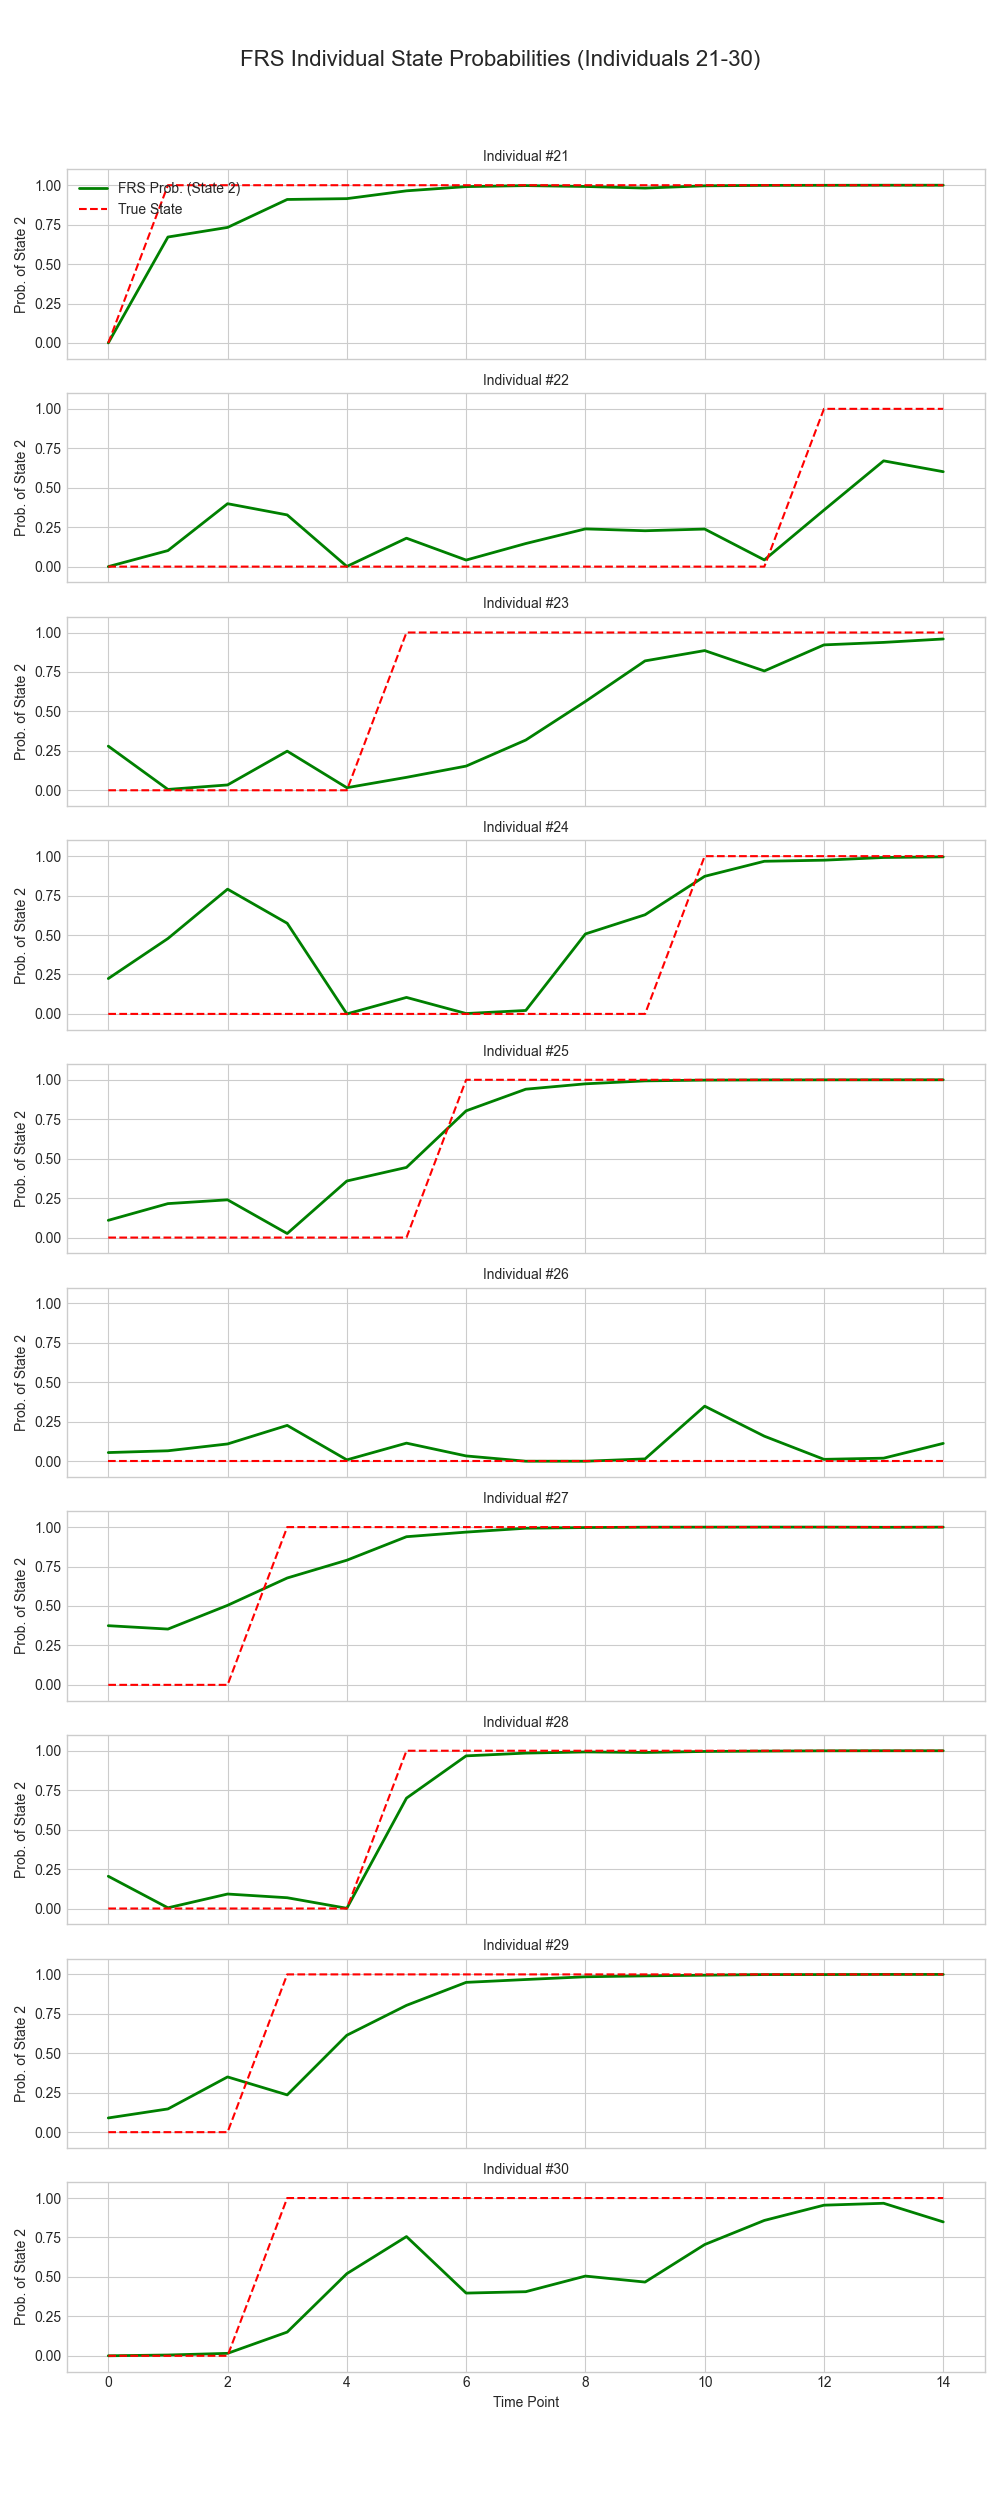 FRS Individual State Probabilities (Individuals 21-30)
Individual #21
1.00
0.75
0.50
0.25
0.00
Prob. of State 2
FRS Prob. (State 2)
True State
Individual #22
1.00
0.75
0.50
0.25
0.00
Prob. of State 2
Individual #23
1.00
0.75
0.50
0.25
0.00
Prob. of State 2
Individual #24
1.00
0.75
0.50
0.25
0.00
Prob. of State 2
Individual #25
1.00
0.75
0.50
0.25
0.00
Prob. of State 2
Individual #26
1.00
0.75
0.50
0.25
0.00
Prob. of State 2
Individual #27
1.00
0.75
0.50
0.25
0.00
Prob. of State 2
Individual #28
1.00
0.75
0.50
0.25
0.00
Prob. of State 2
Individual #29
1.00
0.75
0.50
0.25
0.00
Prob. of State 2
Individual #30
1.00
0.75
0.50
0.25
0.00
Prob. of State 2
0 2 4 6 8 10 12 14
Time Point